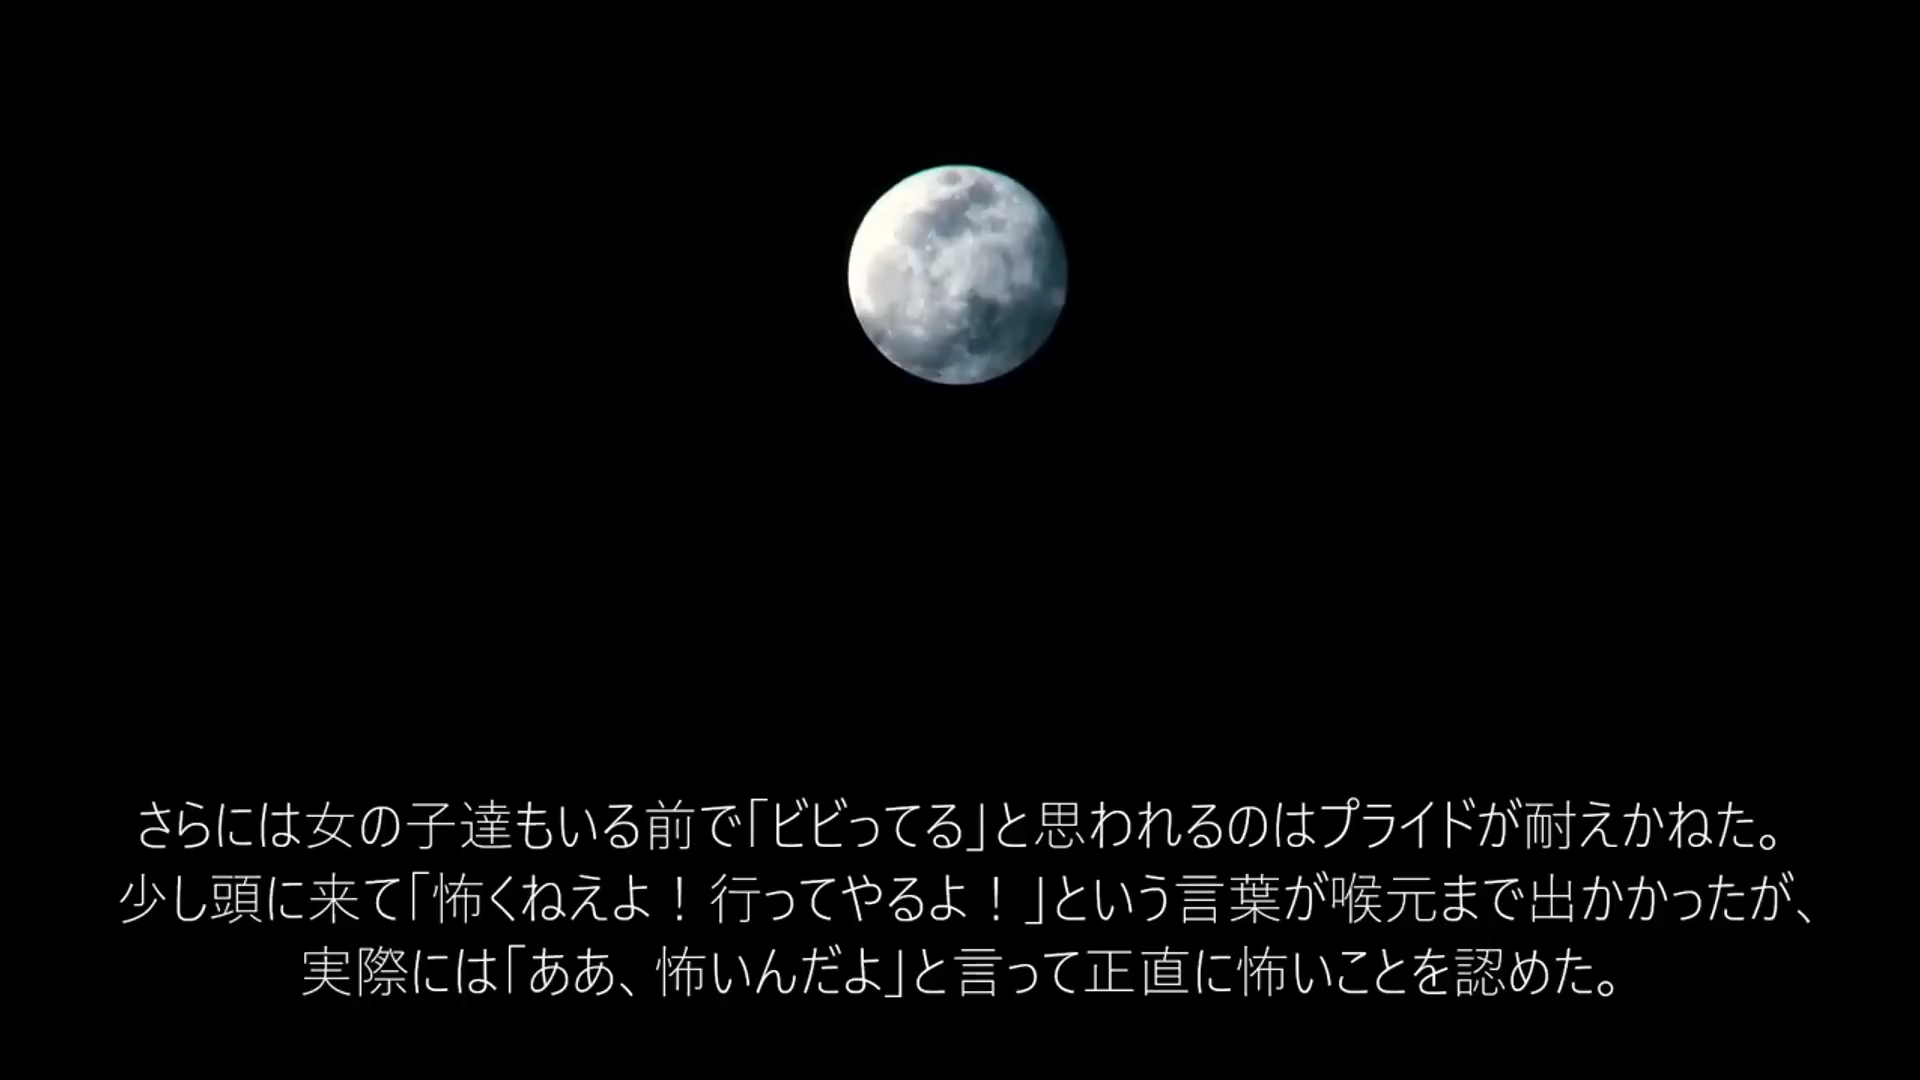 さらには女の子達もいる前で「ビビってる」と思われるのはプライドが耐えかねた。
少し頭に来て「怖くねえよ！行ってやるよ！」という言葉が喉元まで出かかったが、
実際には「ああ、怖いんだよ」と言って正直に怖いことを認めた。